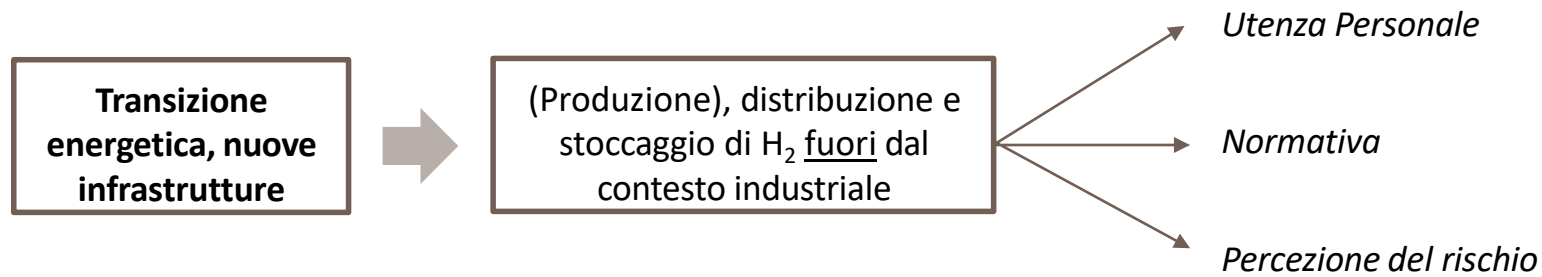 Transizione
energetica, nuove
infrastrutture
(Produzione), distribuzione e
stoccaggio di H₂ fuori dal
contesto industriale
Utenza Personale
Normativa
Percezione del rischio